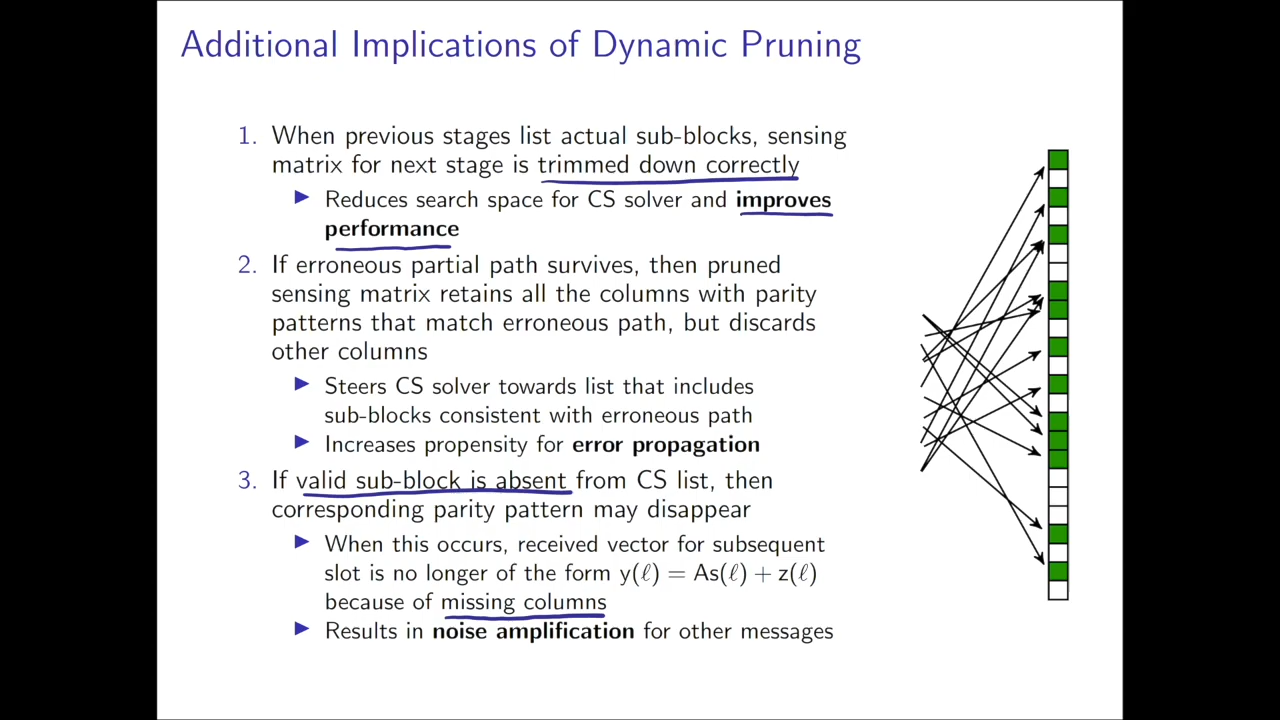 Additional Implications of Dynamic Pruning
1. When previous stages list actual sub-blocks, sensing
matrix for next stage is trimmed down correctly
▶ Reduces search space for CS solver and improves
performance
2. If erroneous partial path survives, then pruned
sensing matrix retains all the columns with parity
patterns that match erroneous path, but discards
other columns
▶ Steers CS solver towards list that includes
sub-blocks consistent with erroneous path
▶ Increases propensity for error propagation
3. If valid sub-block is absent from CS list, then
corresponding parity pattern may disappear
▶ When this occurs, received vector for subsequent
slot is no longer of the form y(ℓ) = As(ℓ) + z(ℓ)
because of missing columns
▶ Results in noise amplification for other messages